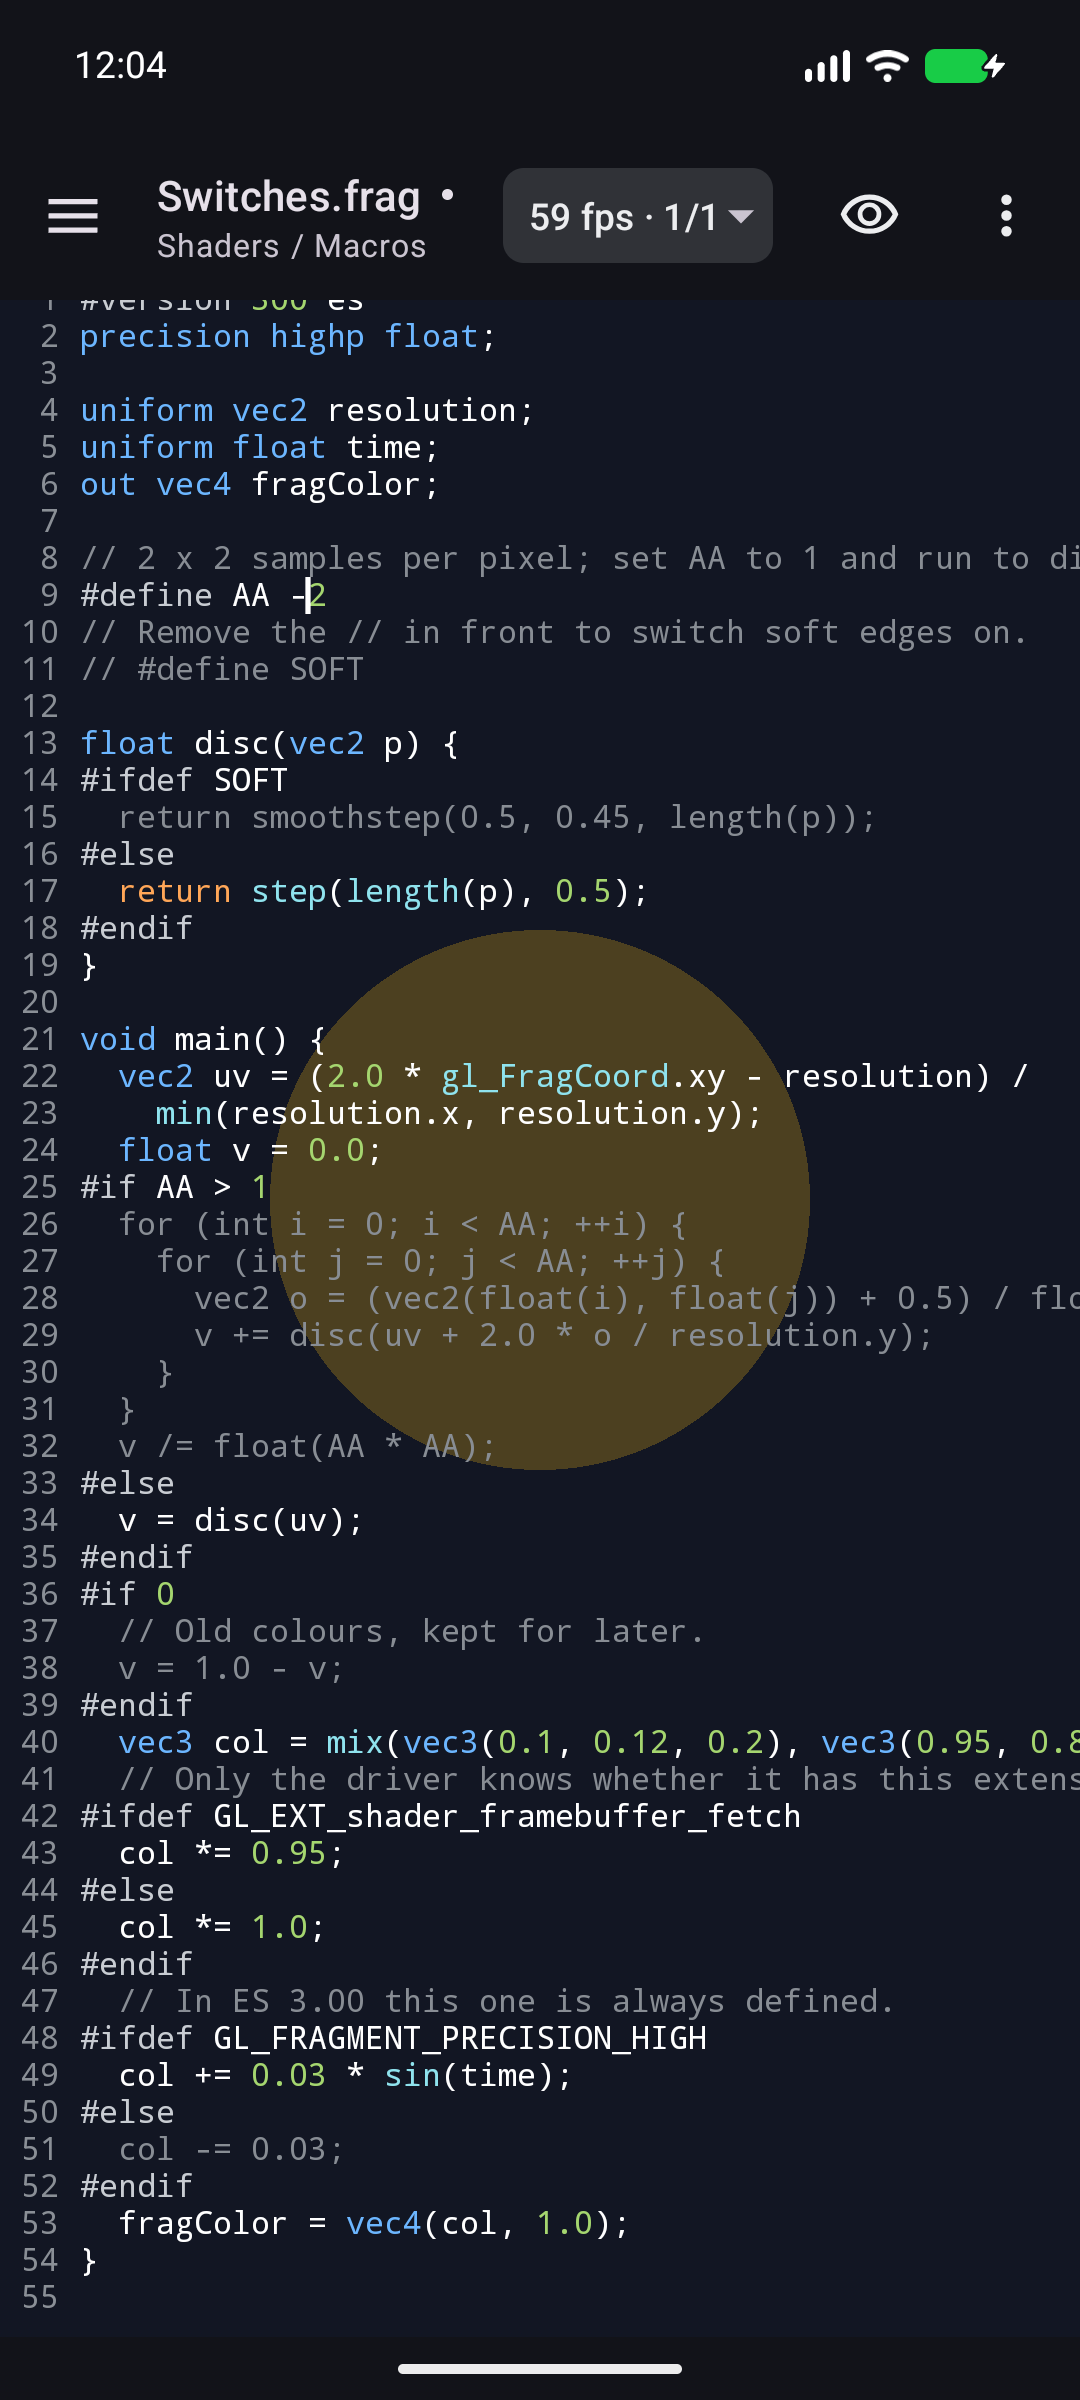 12:04
Switches.frag •
59 fps · 1/1
Shaders / Macros
1 #version 300 es
2 precision highp float;
3
4 uniform vec2 resolution;
5 uniform float time;
6 out vec4 fragColor;
7
8 // 2 x 2 samples per pixel; set AA to 1 and run to di
9 #define AA -2
10 // Remove the // in front to switch soft edges on.
11 // #define SOFT
12
13 float disc(vec2 p) {
14 #ifdef SOFT
15   return smoothstep(0.5, 0.45, length(p));
16 #else
17   return step(length(p), 0.5);
18 #endif
19 }
20
21 void main() {
22   vec2 uv = (2.0 * gl_FragCoord.xy - resolution) /
23     min(resolution.x, resolution.y);
24   float v = 0.0;
25 #if AA > 1
26   for (int i = 0; i < AA; ++i) {
27     for (int j = 0; j < AA; ++j) {
28       vec2 o = (vec2(float(i), float(j)) + 0.5) / flo
29       v += disc(uv + 2.0 * o / resolution.y);
30     }
31   }
32   v /= float(AA * AA);
33 #else
34   v = disc(uv);
35 #endif
36 #if 0
37   // Old colours, kept for later.
38   v = 1.0 - v;
39 #endif
40   vec3 col = mix(vec3(0.1, 0.12, 0.2), vec3(0.95, 0.8
41   // Only the driver knows whether it has this extens
42 #ifdef GL_EXT_shader_framebuffer_fetch
43   col *= 0.95;
44 #else
45   col *= 1.0;
46 #endif
47   // In ES 3.00 this one is always defined.
48 #ifdef GL_FRAGMENT_PRECISION_HIGH
49   col += 0.03 * sin(time);
50 #else
51   col -= 0.03;
52 #endif
53   fragColor = vec4(col, 1.0);
54 }
55